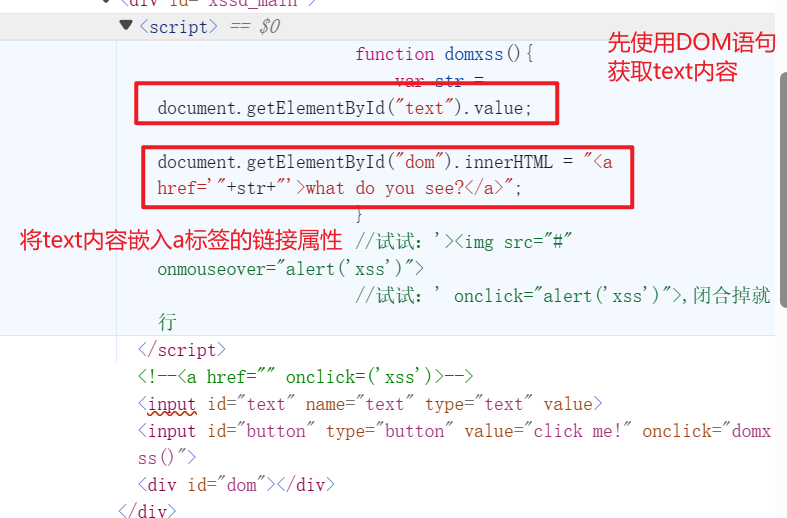 <div id="xssd_main">
▼<script> == $0
function domxss(){
先使用DOM语句
获取text内容
var str =
document.getElementById("text").value;
document.getElementById("dom").innerHTML = "<a
href='"+str+"'>what do you see?</a>";
}
将text内容嵌入a标签的链接属性
//试试：'><img src="#"
onmouseover="alert('xss')">
//试试：' onclick="alert('xss')">,闭合掉就
行
</script>
<!--<a href="" onclick=('xss')>-->
<input id="text" name="text" type="text" value>
<input id="button" type="button" value="click me!" onclick="domx
ss()">
<div id="dom"></div>
</div>